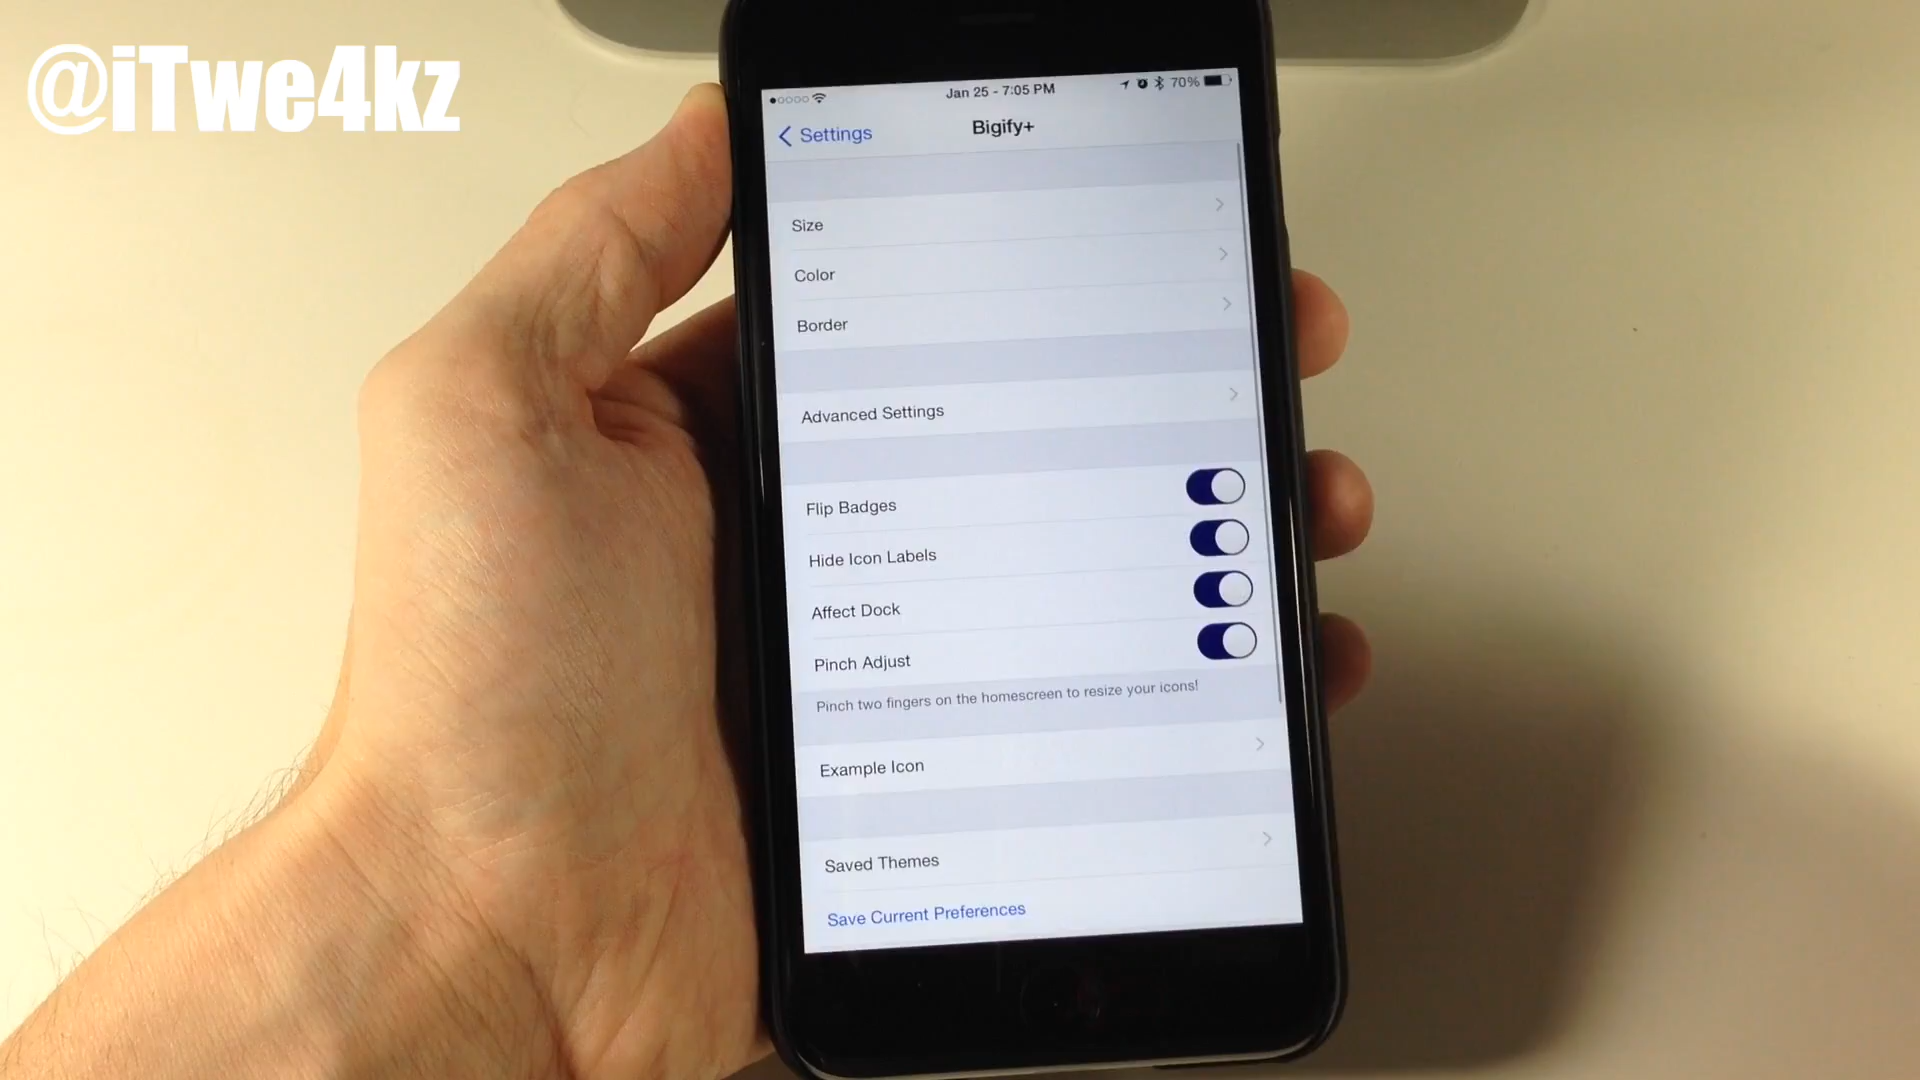 @iTwe4kz
Jan 25 - 7:05 PM
70%
Settings
Bigify+
Size
Color
Border
Advanced Settings
Flip Badges
Hide Icon Labels
Affect Dock
Pinch Adjust
Pinch two fingers on the homescreen to resize your icons!
Example Icon
Saved Themes
Save Current Preferences